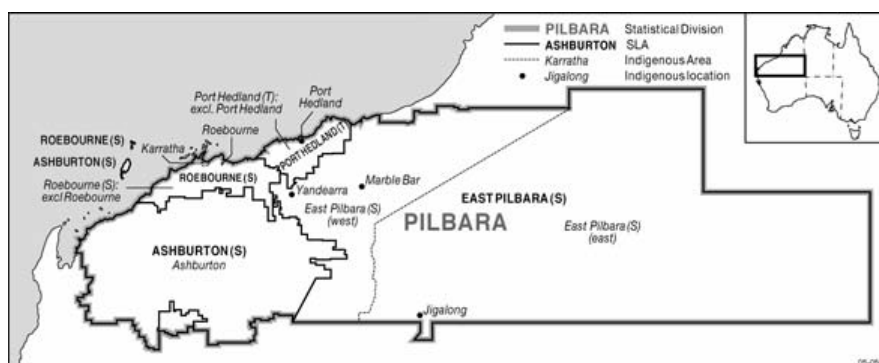 PILBARA Statistical Division
ASHBURTON SLA
Karratha Indigenous Area
Jigalong Indigenous location
Port Hedland (T):
excl. Port Hedland
Port
Hedland
Roebourne
ROEBOURNE (S)
Karratha
ASHBURTON (S)
PORT HEDLAND (T)
Roebourne (S):
excl Roebourne
ROEBOURNE (S)
Yandearra
Marble Bar
East Pilbara (S)
(west)
EAST PILBARA (S)
PILBARA
East Pilbara (S)
(east)
ASHBURTON (S)
Ashburton
Jigalong